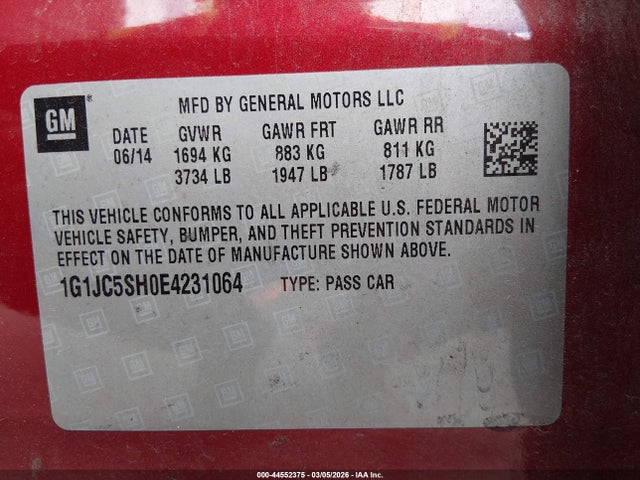 GM
MFD BY GENERAL MOTORS LLC
DATE GVWR GAWR FRT GAWR RR
06/14 1694 KG 883 KG 811 KG
3734 LB 1947 LB 1787 LB
THIS VEHICLE CONFORMS TO ALL APPLICABLE U.S. FEDERAL MOTOR
VEHICLE SAFETY, BUMPER, AND THEFT PREVENTION STANDARDS IN
EFFECT ON THE DATE OF MANUFACTURE SHOWN ABOVE.
1G1JC5SH0E4231064 TYPE: PASS CAR
000-44552375 - 03/05/2026 - IAA Inc.